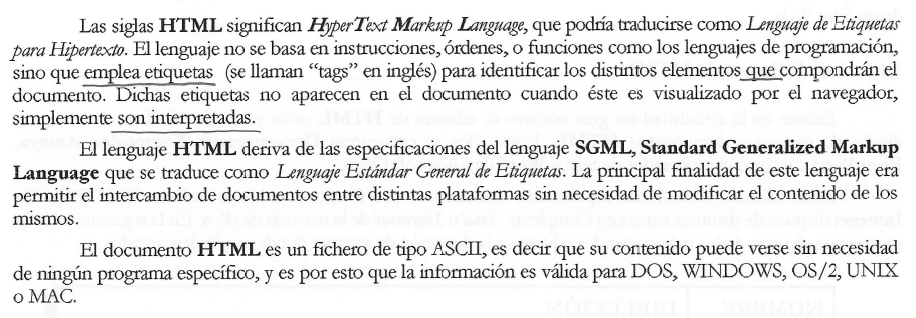 Las siglas HTML significan HyperText Markup Language, que podría traducirse como Lenguaje de Etiquetas
para Hipertexto. El lenguaje no se basa en instrucciones, órdenes, o funciones como los lenguajes de programación,
sino que emplea etiquetas (se llaman “tags” en inglés) para identificar los distintos elementos que compondrán el
documento. Dichas etiquetas no aparecen en el documento cuando éste es visualizado por el navegador,
simplemente son interpretadas.
El lenguaje HTML deriva de las especificaciones del lenguaje SGML, Standard Generalized Markup
Language que se traduce como Lenguaje Estándar General de Etiquetas. La principal finalidad de este lenguaje era
permitir el intercambio de documentos entre distintas plataformas sin necesidad de modificar el contenido de los
mismos.
El documento HTML es un fichero de tipo ASCII, es decir que su contenido puede verse sin necesidad
de ningún programa específico, y es por esto que la información es válida para DOS, WINDOWS, OS/2, UNIX
o MAC.